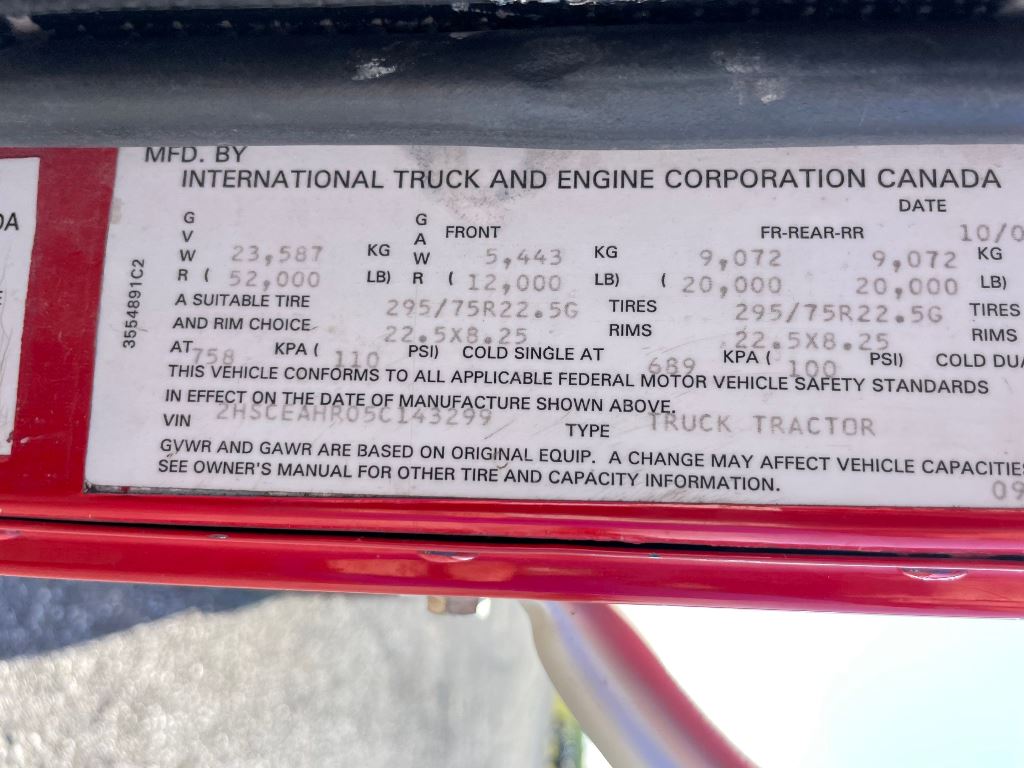 MFD. BY
INTERNATIONAL TRUCK AND ENGINE CORPORATION CANADA
DATE
10/0
GVWR 23,587 KG GAWR FRONT 5,443 KG FR-REAR-RR 9,072 9,072 KG
( 52,000 LB) ( 12,000 LB) ( 20,000 20,000 LB)
A SUITABLE TIRE 295/75R22.5G TIRES 295/75R22.5G TIRES
AND RIM CHOICE 22.5X8.25 RIMS 22.5X8.25 RIMS
AT 758 KPA ( 110 PSI) COLD SINGLE AT 689 KPA ( 100 PSI) COLD DUA
THIS VEHICLE CONFORMS TO ALL APPLICABLE FEDERAL MOTOR VEHICLE SAFETY STANDARDS
IN EFFECT ON THE DATE OF MANUFACTURE SHOWN ABOVE.
VIN 2HSCEAHR05C143299 TYPE TRUCK TRACTOR
GVWR AND GAWR ARE BASED ON ORIGINAL EQUIP. A CHANGE MAY AFFECT VEHICLE CAPACITIES
SEE OWNER'S MANUAL FOR OTHER TIRE AND CAPACITY INFORMATION.
09
3554891C2
DA